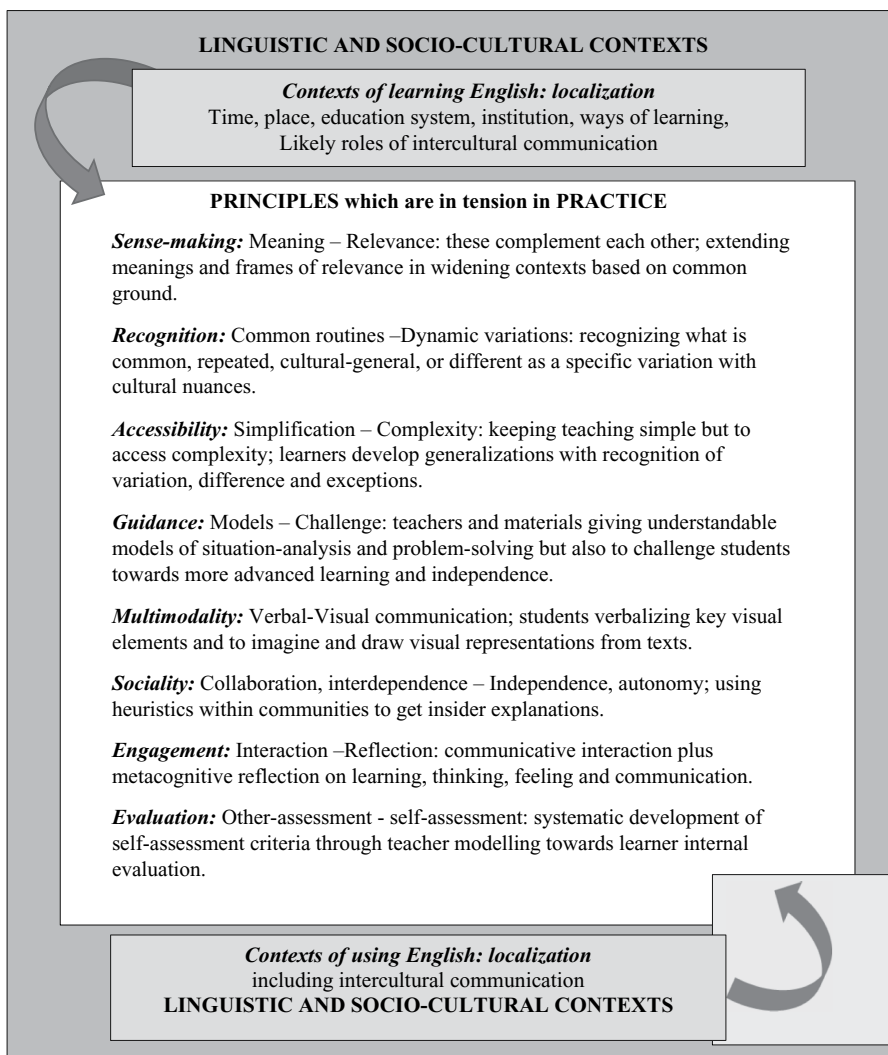 LINGUISTIC AND SOCIO-CULTURAL CONTEXTS
Contexts of learning English: localization
Time, place, education system, institution, ways of learning,
Likely roles of intercultural communication
PRINCIPLES which are in tension in PRACTICE
Sense-making: Meaning – Relevance: these complement each other; extending
meanings and frames of relevance in widening contexts based on common
ground.
Recognition: Common routines –Dynamic variations: recognizing what is
common, repeated, cultural-general, or different as a specific variation with
cultural nuances.
Accessibility: Simplification – Complexity: keeping teaching simple but to
access complexity; learners develop generalizations with recognition of
variation, difference and exceptions.
Guidance: Models – Challenge: teachers and materials giving understandable
models of situation-analysis and problem-solving but also to challenge students
towards more advanced learning and independence.
Multimodality: Verbal-Visual communication; students verbalizing key visual
elements and to imagine and draw visual representations from texts.
Sociality: Collaboration, interdependence – Independence, autonomy; using
heuristics within communities to get insider explanations.
Engagement: Interaction –Reflection: communicative interaction plus
metacognitive reflection on learning, thinking, feeling and communication.
Evaluation: Other-assessment - self-assessment: systematic development of
self-assessment criteria through teacher modelling towards learner internal
evaluation.
Contexts of using English: localization
including intercultural communication
LINGUISTIC AND SOCIO-CULTURAL CONTEXTS